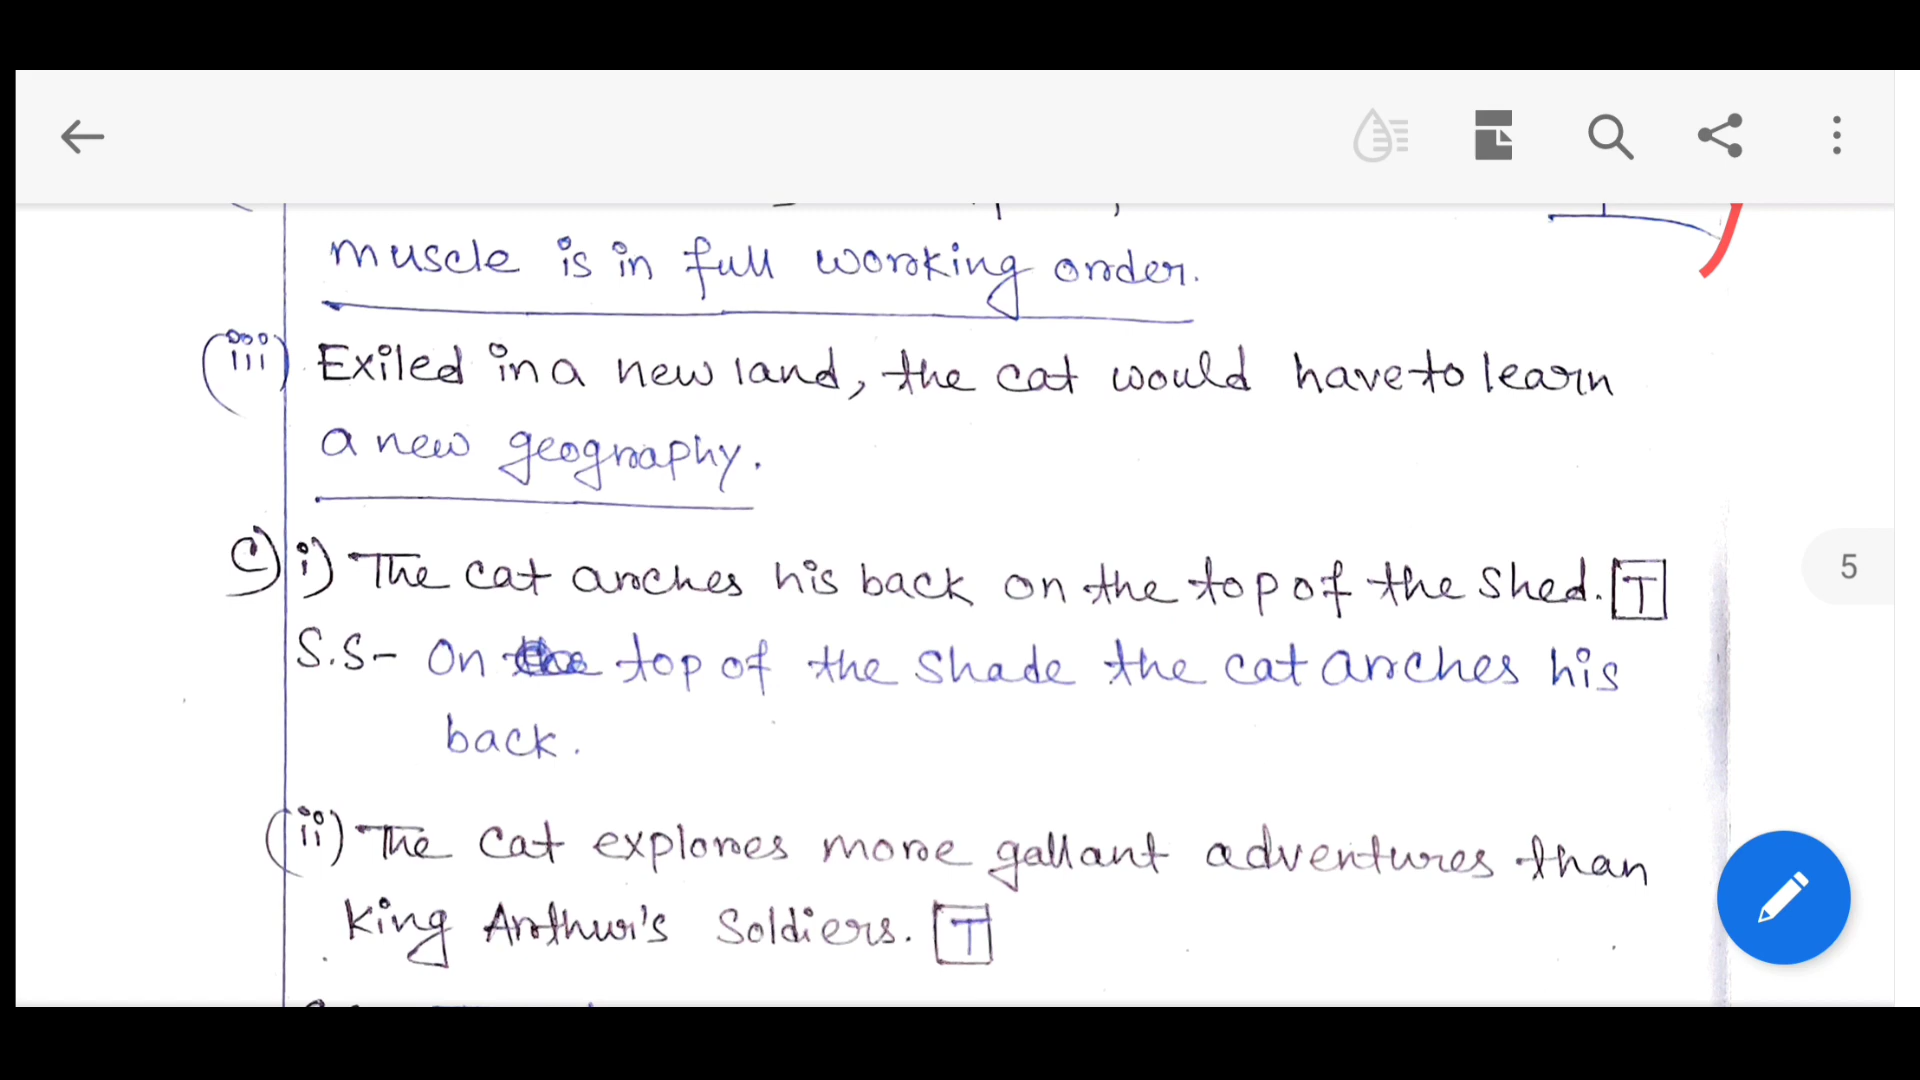 muscle is in full working order.
(iii) Exiled in a new land, the cat would have to learn
a new geography.
C) i) The cat arches his back on the top of the shed. T
S.S- On top of the shade the cat arches his
back.
(ii) The cat explores more gallant adventures than
king Arthur's Soldiers. T
5